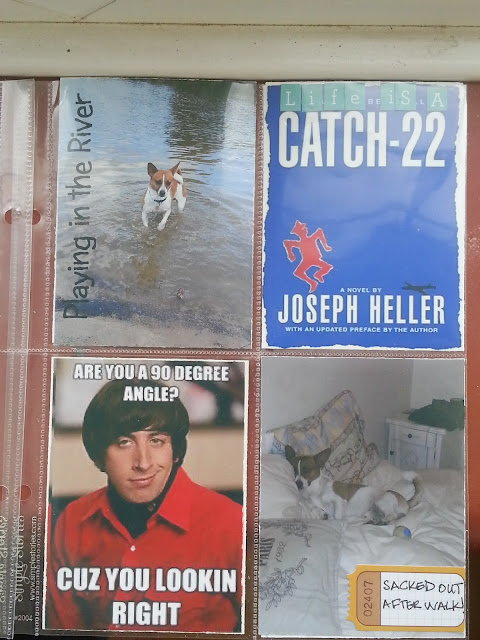 Playing in the River
Life iS A
CATCH-22
A NOVEL BY
JOSEPH HELLER
WITH AN UPDATED PREFACE BY THE AUTHOR
ARE YOU A 90 DEGREE
ANGLE?
CUZ YOU LOOKIN
RIGHT
#2004
02407
SACKED OUT
AFTER WALK!